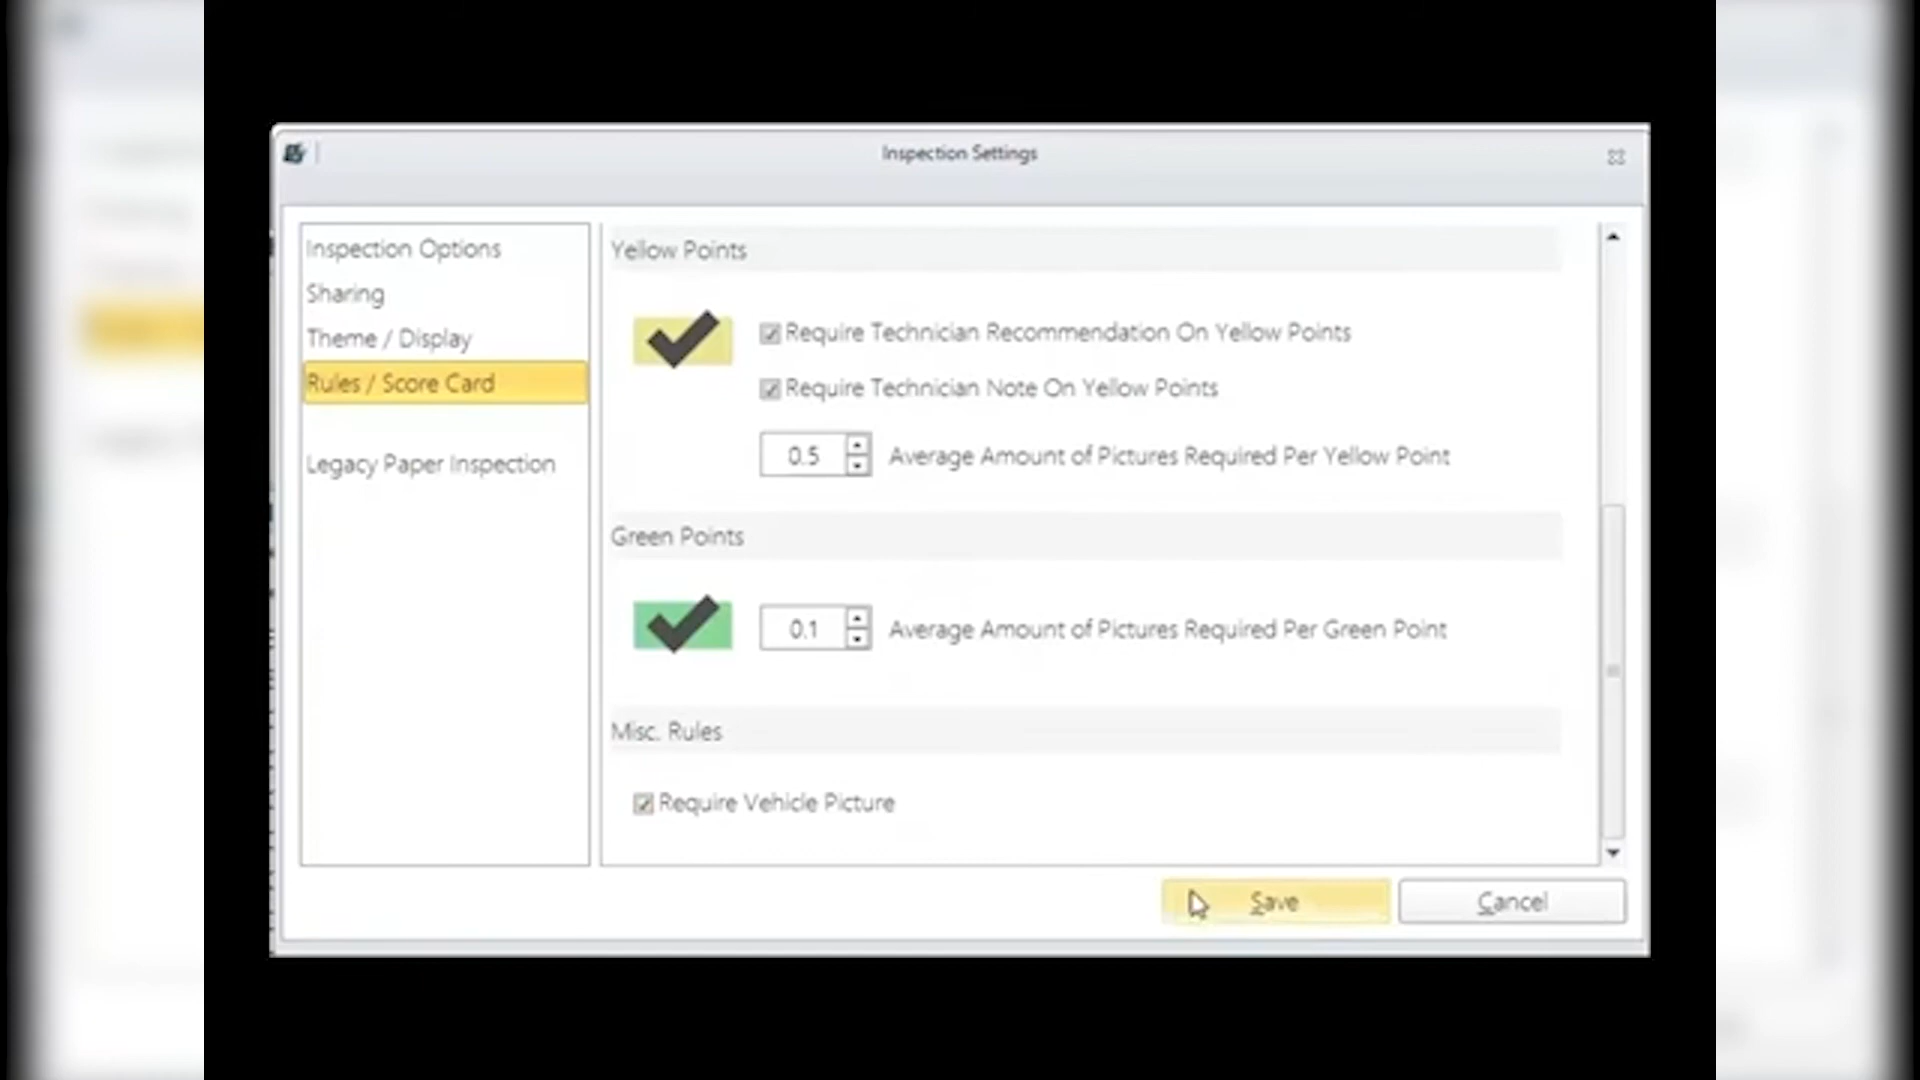 Inspection Settings
Inspection Options
Sharing
Theme / Display
Rules / Score Card
Legacy Paper Inspection
Yellow Points
Require Technician Recommendation On Yellow Points
Require Technician Note On Yellow Points
0.5 Average Amount of Pictures Required Per Yellow Point
Green Points
0.1 Average Amount of Pictures Required Per Green Point
Misc. Rules
Require Vehicle Picture
Save Cancel